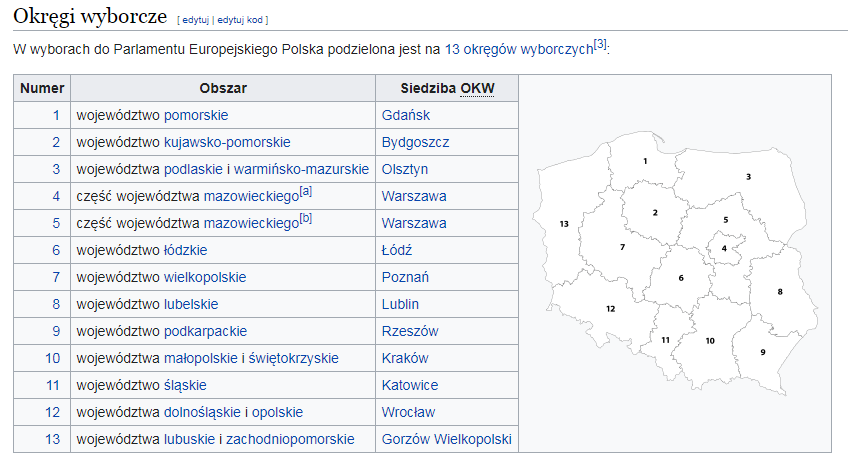 Okręgi wyborcze [ edytuj | edytuj kod ]
W wyborach do Parlamentu Europejskiego Polska podzielona jest na 13 okręgów wyborczych[3]:
Numer Obszar Siedziba OKW
1 województwo pomorskie Gdańsk
2 województwo kujawsko-pomorskie Bydgoszcz
3 województwa podlaskie i warmińsko-mazurskie Olsztyn
4 część województwa mazowieckiego[a] Warszawa
5 część województwa mazowieckiego[b] Warszawa
6 województwo łódzkie Łódź
7 województwo wielkopolskie Poznań
8 województwo lubelskie Lublin
9 województwo podkarpackie Rzeszów
10 województwa małopolskie i świętokrzyskie Kraków
11 województwo śląskie Katowice
12 województwa dolnośląskie i opolskie Wrocław
13 województwa lubuskie i zachodniopomorskie Gorzów Wielkopolski
1
3
2
5
13
7
4
6
8
12
11
10
9